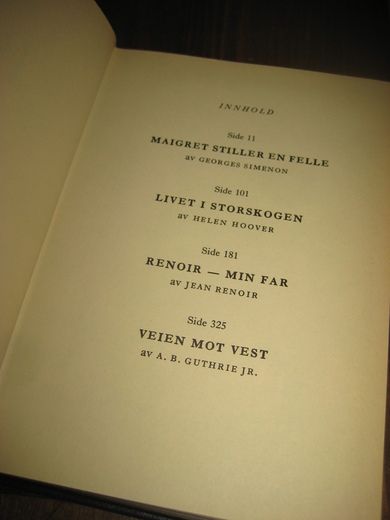 INNHOLD
Side 11
MAIGRET STILLER EN FELLE
av GEORGES SIMENON
Side 101
LIVET I STORSKOGEN
av HELEN HOOVER
Side 181
RENOIR — MIN FAR
av JEAN RENOIR
Side 325
VEIEN MOT VEST
av A. B. GUTHRIE JR.